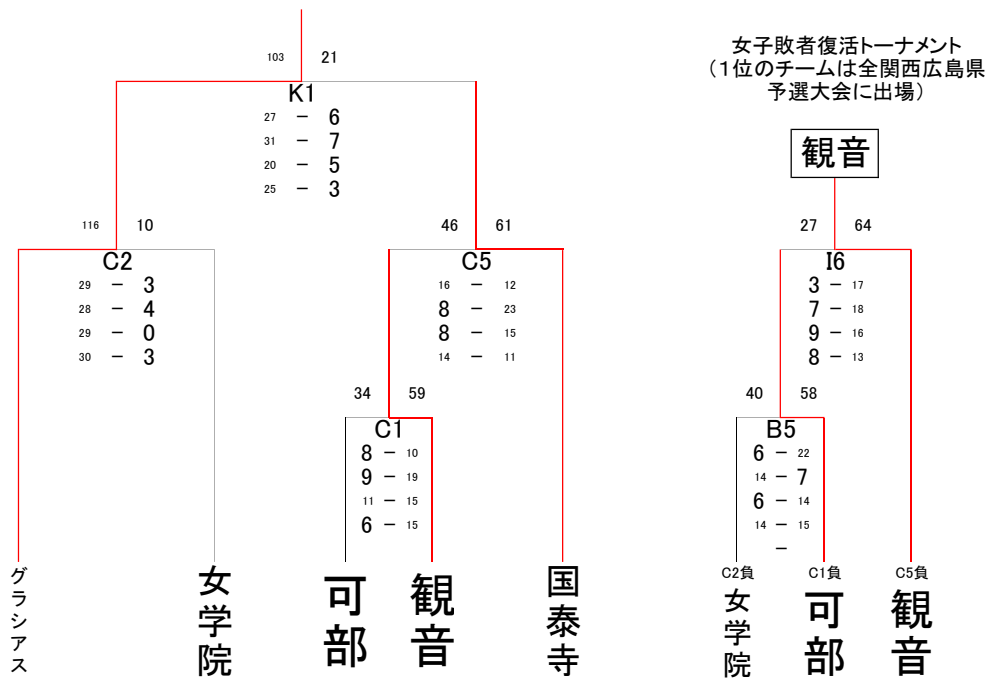 103 21
K1
27 － 6
31 － 7
20 － 5
25 － 3
116 10
C2
29 － 3
28 － 4
29 － 0
30 － 3
46 61
C5
16 － 12
8 － 23
8 － 15
14 － 11
34 59
C1
8 － 10
9 － 19
11 － 15
6 － 15
グラシアス
女学院
可部
観音
国泰寺
女子敗者復活トーナメント
（１位のチームは全関西広島県
予選大会に出場）
観音
27 64
I6
3 － 17
7 － 18
9 － 16
8 － 13
40 58
B5
6 － 22
14 － 7
6 － 14
14 － 15
－
C2負 C1負 C5負
女学院
可部
観音